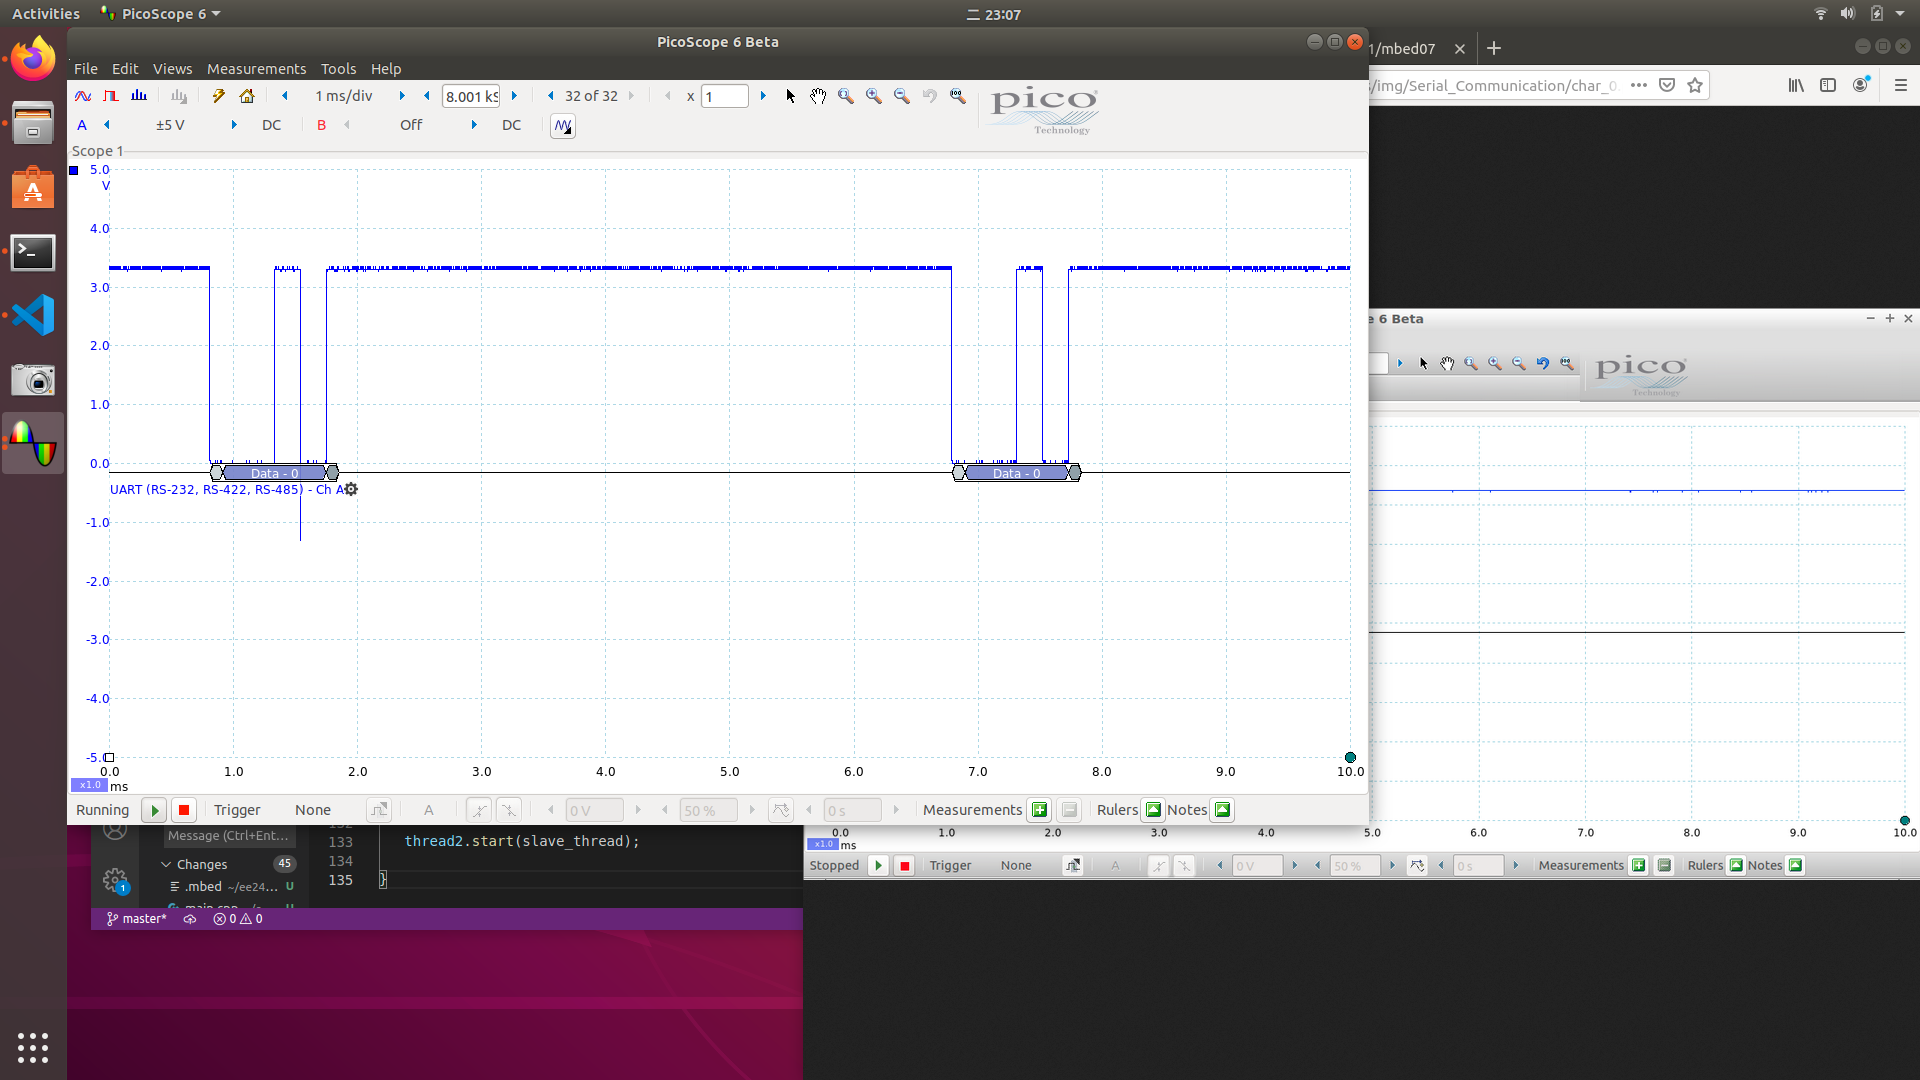 Activities
PicoScope 6
二 23:07
PicoScope 6 Beta
1/mbed07
File Edit Views Measurements Tools Help
/img/Serial_Communication/char_0
1 ms/div
8.001 kS
32 of 32
x 1
pico
Technology
A
±5 V
DC
B
Off
DC
Scope 1
5.0
V
4.0
3.0
2.0
1.0
0.0
-1.0
-2.0
-3.0
-4.0
-5.0
Data - 0
Data - 0
UART (RS-232, RS-422, RS-485) - Ch A
0.0 1.0 2.0 3.0 4.0 5.0 6.0 7.0 8.0 9.0 10.0
x1.0 ms
Running
Trigger
None
A
0 V
50 %
0 s
Measurements
Rulers
Notes
6 Beta
pico
Technology
0.0 1.0 2.0 3.0 4.0 5.0 6.0 7.0 8.0 9.0 10.0
x1.0 ms
Stopped
Trigger
None
A
0 V
50 %
0 s
Measurements
Rulers
Notes
Message (Ctrl+Ent...
Changes 45
.mbed ~/ee24... U
1
133 thread2.start(slave_thread);
134
135 }
master*
0 0